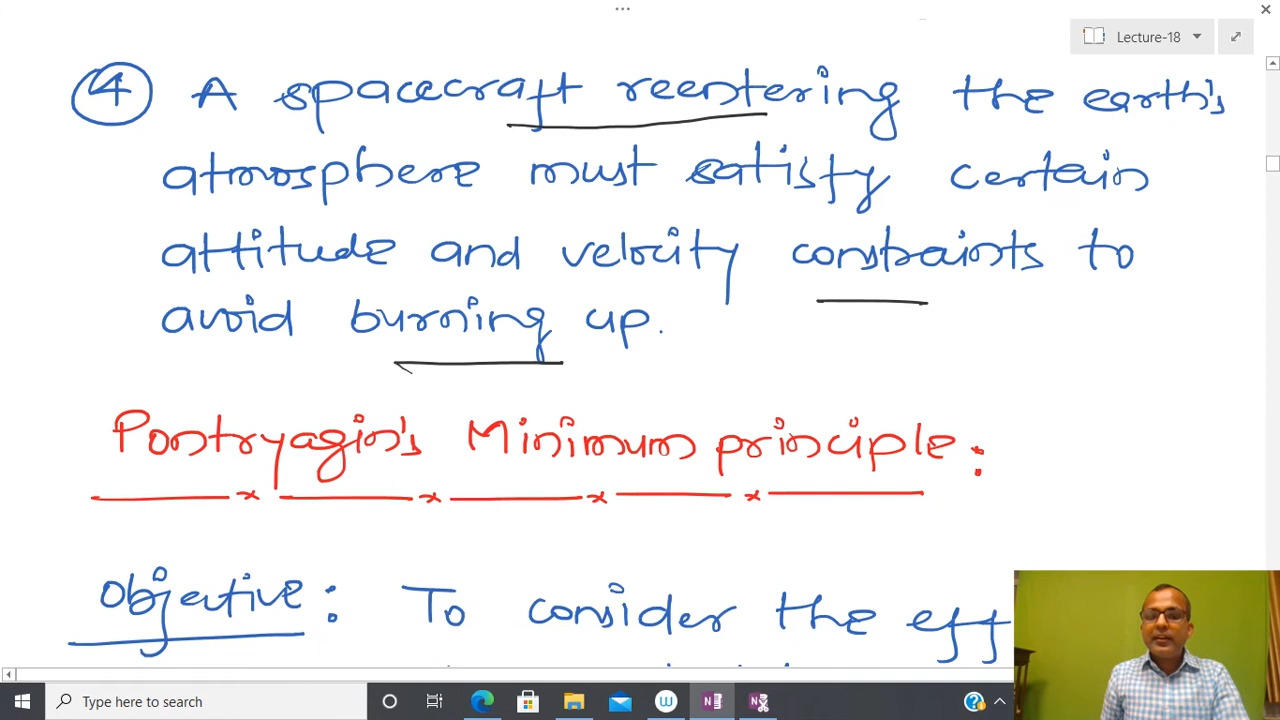 Lecture-18
4 A spacecraft reentering the earth's
atmosphere must satisfy certain
attitude and velocity constraints to
avoid burning up.
Pontryagin's Minimum principle:
Objective: To consider the eff
Type here to search